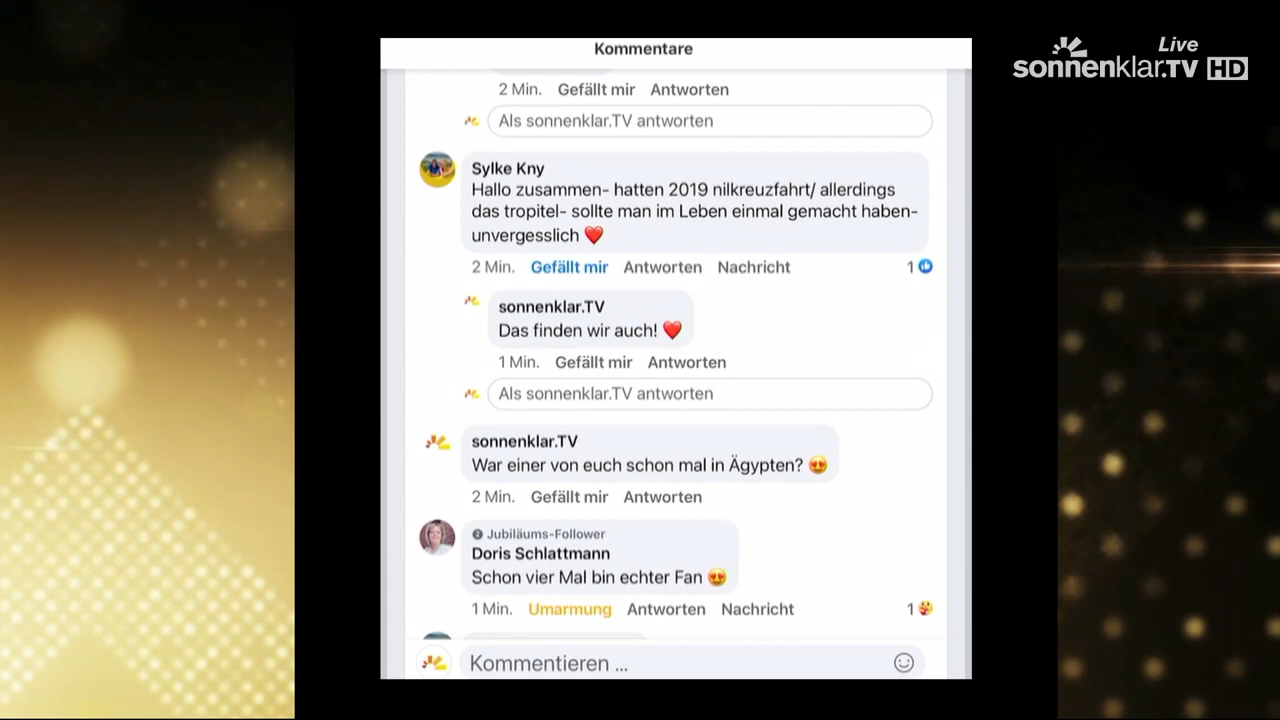 Kommentare
Live
sonnenklar.TV HD
2 Min. Gefällt mir Antworten
Als sonnenklar.TV antworten
Sylke Kny
Hallo zusammen- hatten 2019 nilkreuzfahrt/ allerdings
das tropitel- sollte man im Leben einmal gemacht haben-
unvergesslich ❤️
2 Min. Gefällt mir Antworten Nachricht 1
sonnenklar.TV
Das finden wir auch! ❤️
1 Min. Gefällt mir Antworten
Als sonnenklar.TV antworten
sonnenklar.TV
War einer von euch schon mal in Ägypten? 😍
2 Min. Gefällt mir Antworten
Jubiläums-Follower
Doris Schlattmann
Schon vier Mal bin echter Fan 😍
1 Min. Umarmung Antworten Nachricht 1
Kommentieren ...